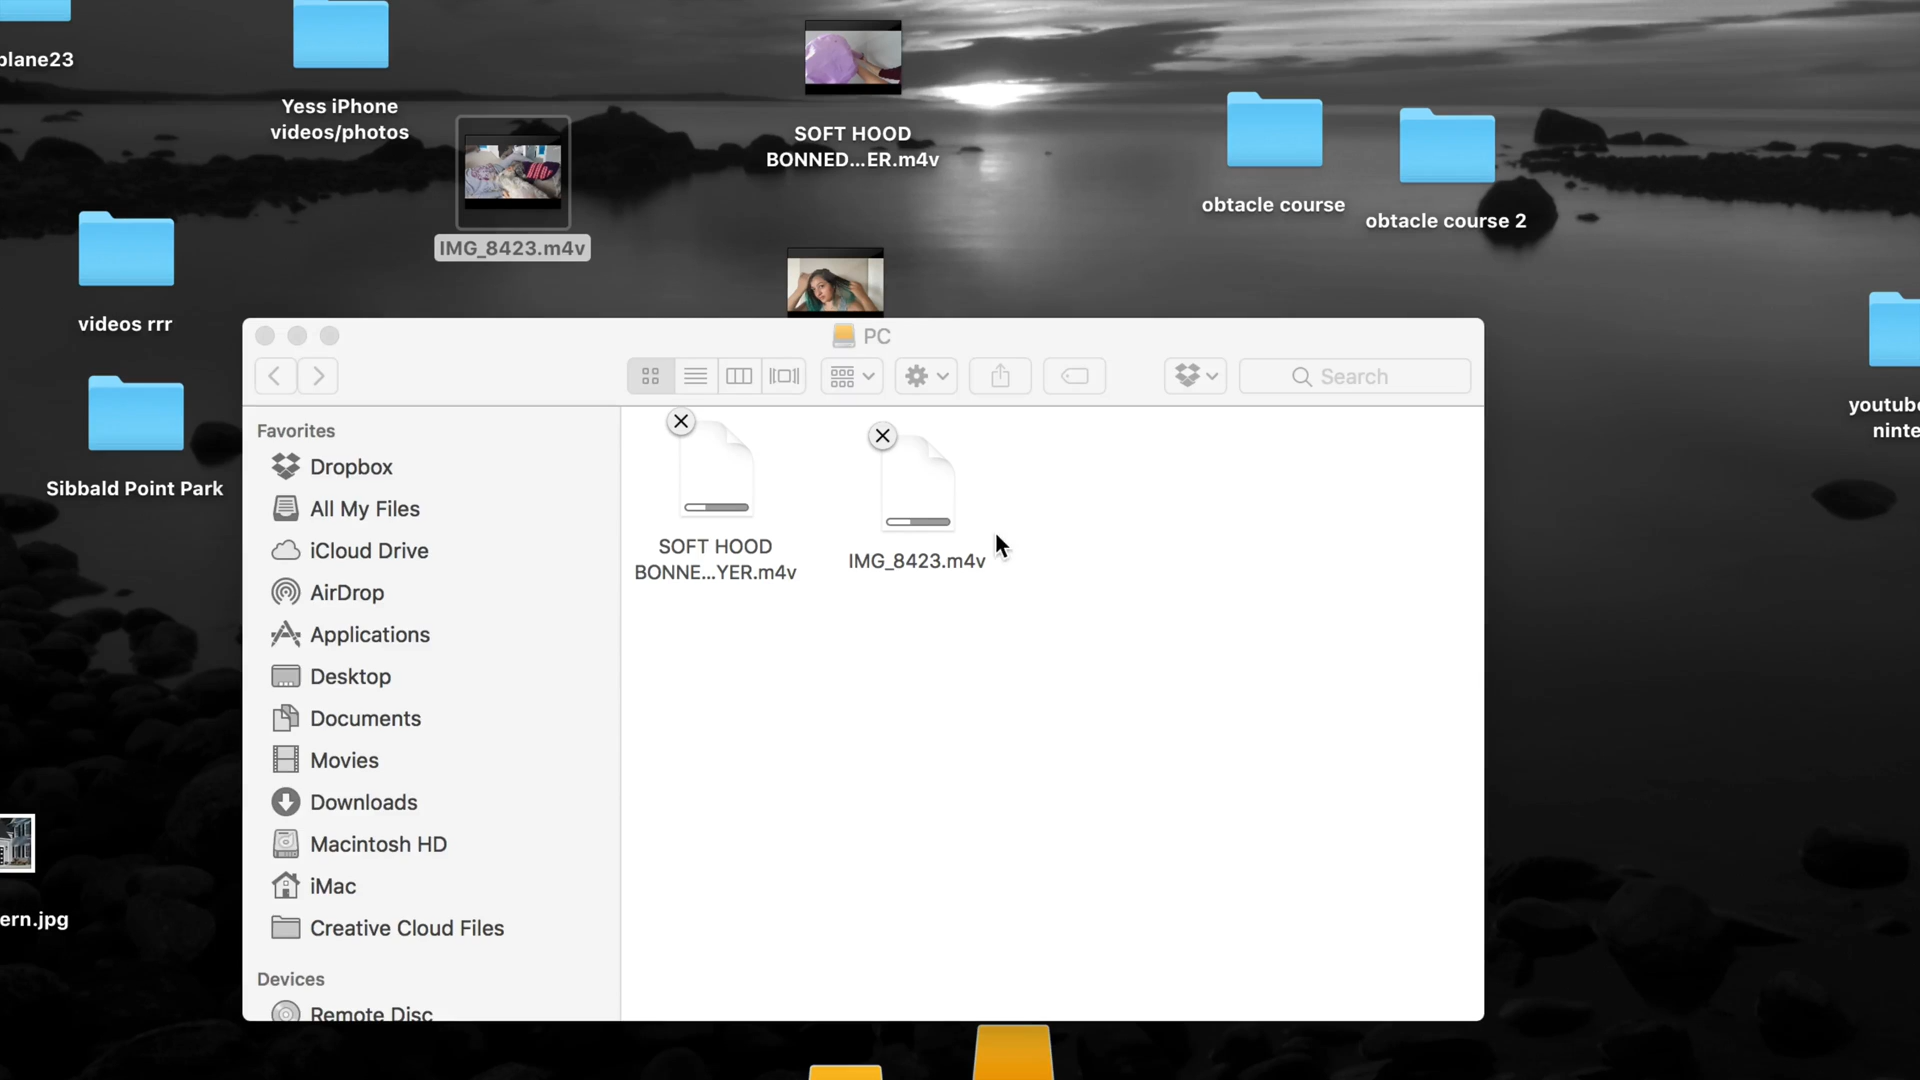 plane23
Yess iPhone
videos/photos
SOFT HOOD
BONNED...ER.m4v
obtacle course
obtacle course 2
IMG_8423.m4v
videos rrr
PC
Search
youtube
ninte
Sibbald Point Park
Favorites
Dropbox
All My Files
iCloud Drive
AirDrop
Applications
Desktop
Documents
Movies
Downloads
Macintosh HD
iMac
Creative Cloud Files
Devices
Remote Disc
SOFT HOOD
BONNE...YER.m4v
IMG_8423.m4v
ern.jpg